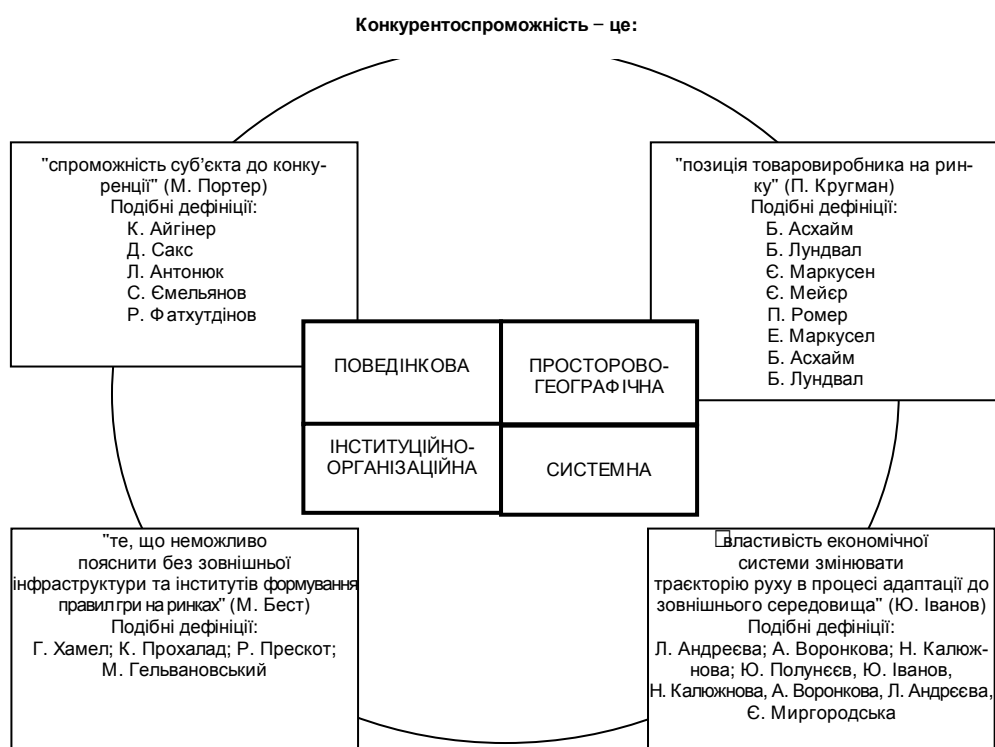 Конкурентоспроможність – це:
"спроможність суб’єкта до конку-
ренції" (М. Портер)
Подібні дефініції:
К. Айгінер
Д. Сакс
Л. Антонюк
С. Ємельянов
Р. Фатхутдінов
"позиція товаровиробника на рин-
ку" (П. Кругман)
Подібні дефініції:
Б. Асхайм
Б. Лундвал
Є. Маркусен
Є. Мейєр
П. Ромер
Е. Маркусел
Б. Асхайм
Б. Лундвал
ПОВЕДІНКОВА
ПРОСТОРОВО-
ГЕОГРАФІЧНА
ІНСТИТУЦІЙНО-
ОРГАНІЗАЦІЙНА
СИСТЕМНА
"те, що неможливо
пояснити без зовнішньої
інфраструктури та інститутів формування
правил гри на ринках" (М. Бест)
Подібні дефініції:
Г. Хамел; К. Прохалад; Р. Прескот;
М. Гельвановський
властивість економічної
системи змінювати
траєкторію руху в процесі адаптації до
зовнішнього середовища" (Ю. Іванов)
Подібні дефініції:
Л. Андреєва; А. Воронкова; Н. Калюж-
нова; Ю. Полунєєв, Ю. Іванов,
Н. Калюжнова, А. Воронкова, Л. Андрєєва,
Є. Миргородська